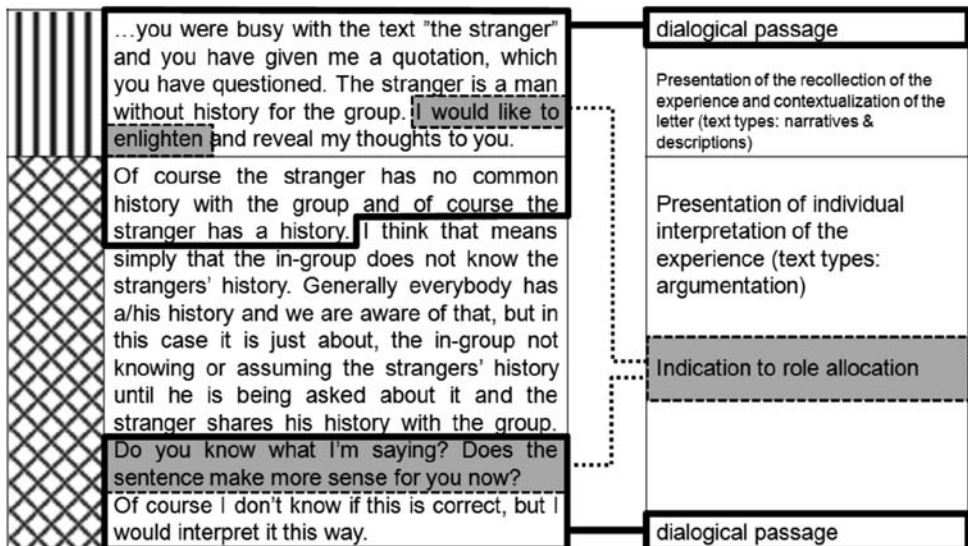 ...you were busy with the text "the stranger"
and you have given me a quotation, which
you have questioned. The stranger is a man
without history for the group. I would like to
enlighten and reveal my thoughts to you.
Of course the stranger has no common
history with the group and of course the
stranger has a history. I think that means
simply that the in-group does not know the
strangers' history. Generally everybody has
a/his history and we are aware of that, but in
this case it is just about, the in-group not
knowing or assuming the strangers' history
until he is being asked about it and the
stranger shares his history with the group.
Do you know what I'm saying? Does the
sentence make more sense for you now?
Of course I don't know if this is correct, but I
would interpret it this way.
dialogical passage
Presentation of the recollection of the
experience and contextualization of the
letter (text types: narratives &
descriptions)
Presentation of individual
interpretation of the
experience (text types:
argumentation)
Indication to role allocation
dialogical passage